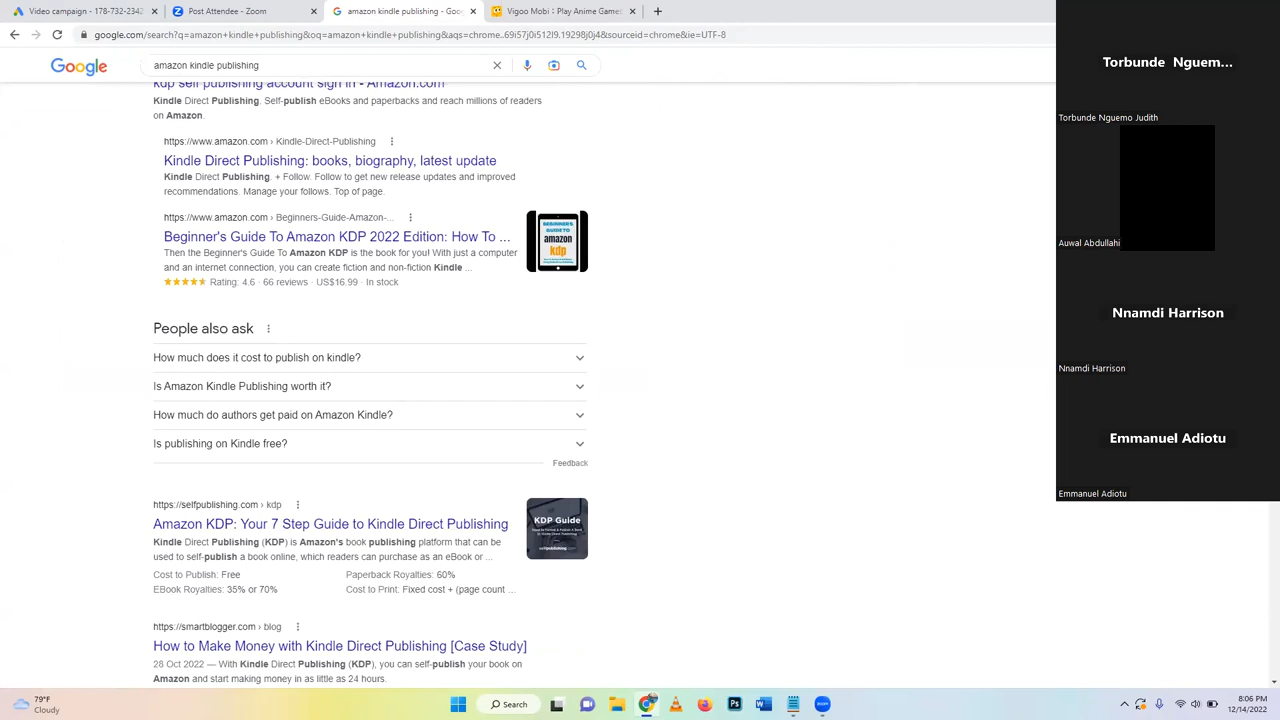 Video campaign - 178-732-2342
Zoom
amazon kindle publishing - Goo
Vigoo Mobi : Play Anime Games
google.com/search?q=amazon+kindle+publishing&oq=amazon+kindle+publishing&aqs=chrome..69i57j0i512l9.19298j0j4&sourceid=chrome&ie=UTF-8
Google
amazon kindle publishing
kdp self publishing account sign in - Amazon.com
Kindle Direct Publishing. Self-publish eBooks and paperbacks and reach millions of readers
on Amazon.
https://www.amazon.com › Kindle-Direct-Publishing
Kindle Direct Publishing: books, biography, latest update
Kindle Direct Publishing. + Follow. Follow to get new release updates and improved
recommendations. Manage your follows. Top of page.
https://www.amazon.com › Beginners-Guide-Amazon-...
Beginner's Guide To Amazon KDP 2022 Edition: How To ...
Then the Beginner's Guide To Amazon KDP is the book for you! With just a computer
and an internet connection, you can create fiction and non-fiction Kindle ...
Rating: 4.6 · 66 reviews · US$16.99 · In stock
BEGINNER'S
GUIDE TO
amazon
kdp
People also ask
How much does it cost to publish on kindle?
Is Amazon Kindle Publishing worth it?
How much do authors get paid on Amazon Kindle?
Is publishing on Kindle free?
Feedback
https://selfpublishing.com › kdp
Amazon KDP: Your 7 Step Guide to Kindle Direct Publishing
Kindle Direct Publishing (KDP) is Amazon's book publishing platform that can be
used to self-publish a book online, which readers can purchase as an eBook or ...
Cost to Publish: Free
Paperback Royalties: 60%
EBook Royalties: 35% or 70%
Cost to Print: Fixed cost + (page count ...
KDP Guide
https://smartblogger.com › blog
How to Make Money with Kindle Direct Publishing [Case Study]
28 Oct 2022 — With Kindle Direct Publishing (KDP), you can self-publish your book on
Amazon and start making money in as little as 24 hours.
Torbunde Nguem...
Torbunde Nguemo Judith
Auwal Abdullahi
Nnamdi Harrison
Nnamdi Harrison
Emmanuel Adiotu
Emmanuel Adiotu
79°F
Cloudy
Search
8:06 PM
12/14/2022